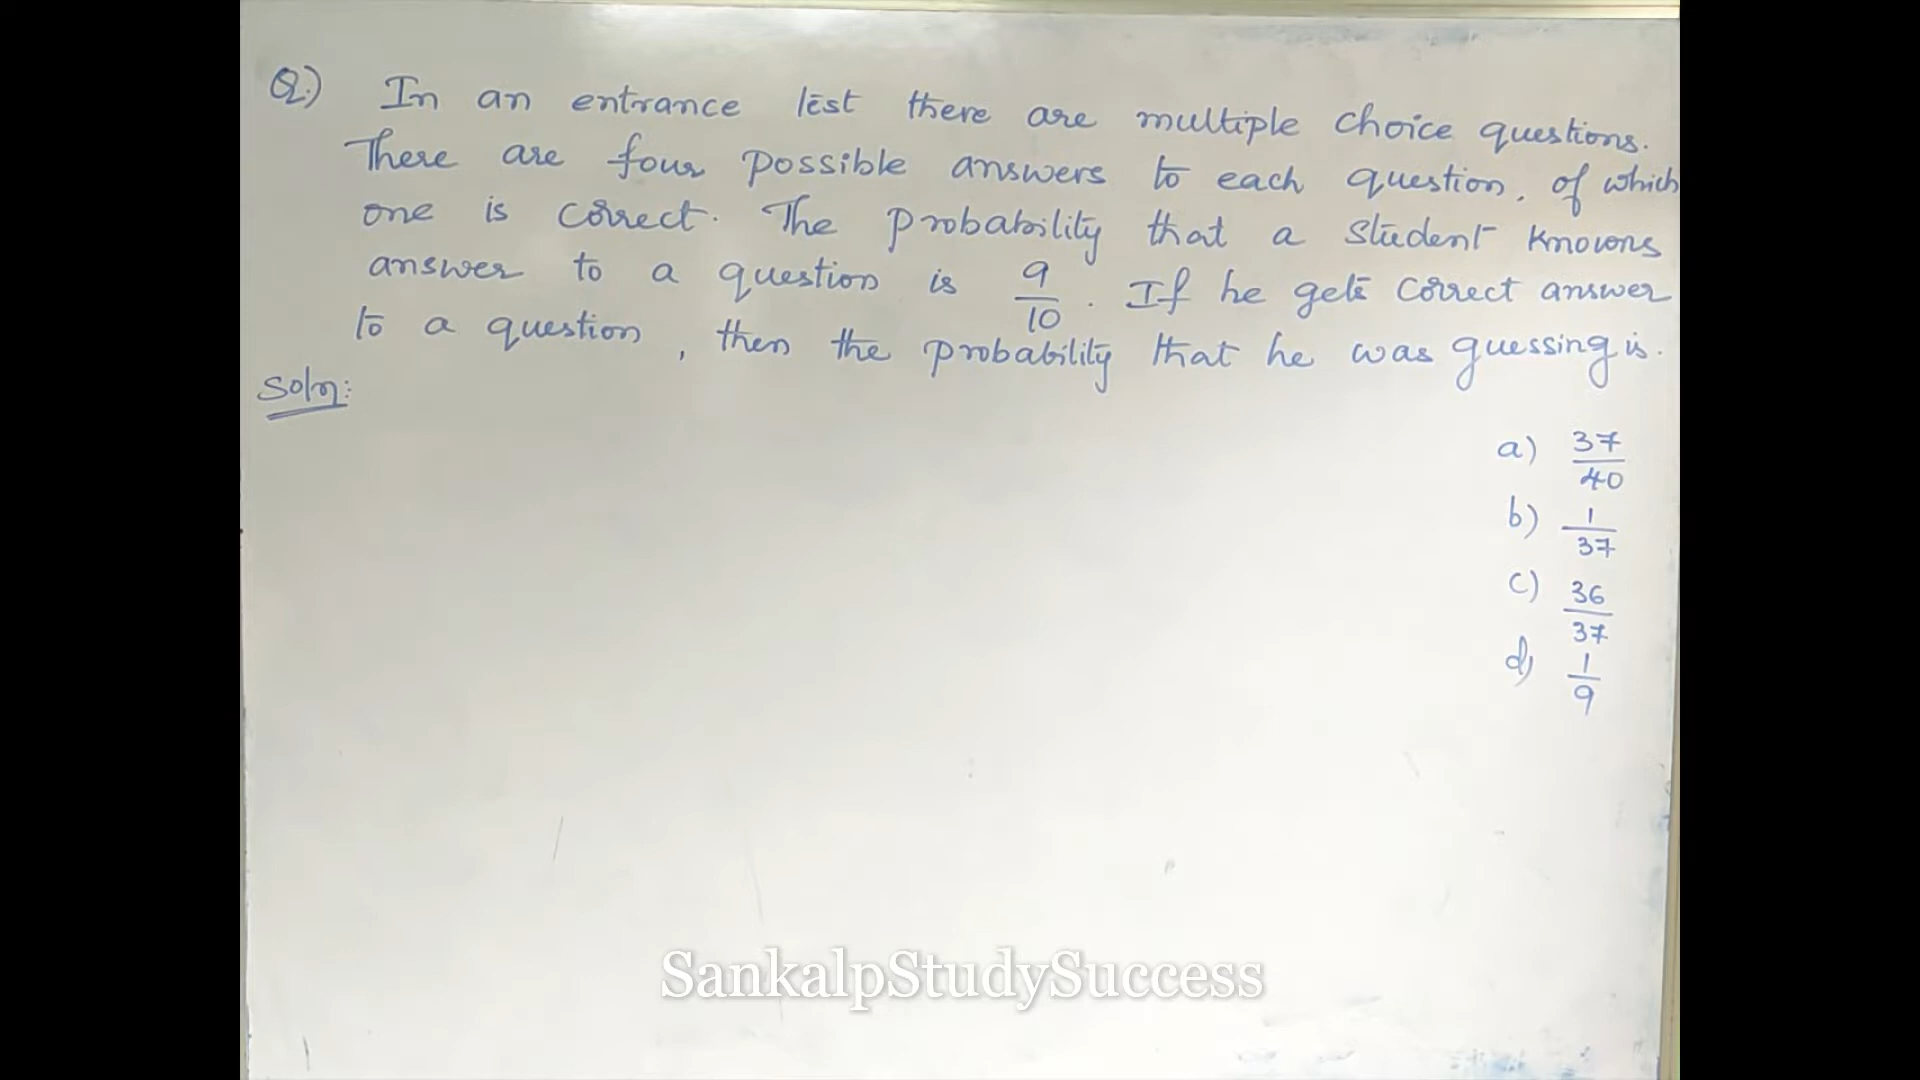 Q.) In an entrance test there are multiple choice questions.
There are four possible answers to each question, of which
one is correct. The probability that a student knowns
answer to a question is 9/10. If he gets correct answer
to a question, then the probability that he was guessing is.
Soln:
a) 37/40
b) 1/37
c) 36/37
d) 1/9
SankalpStudySuccess